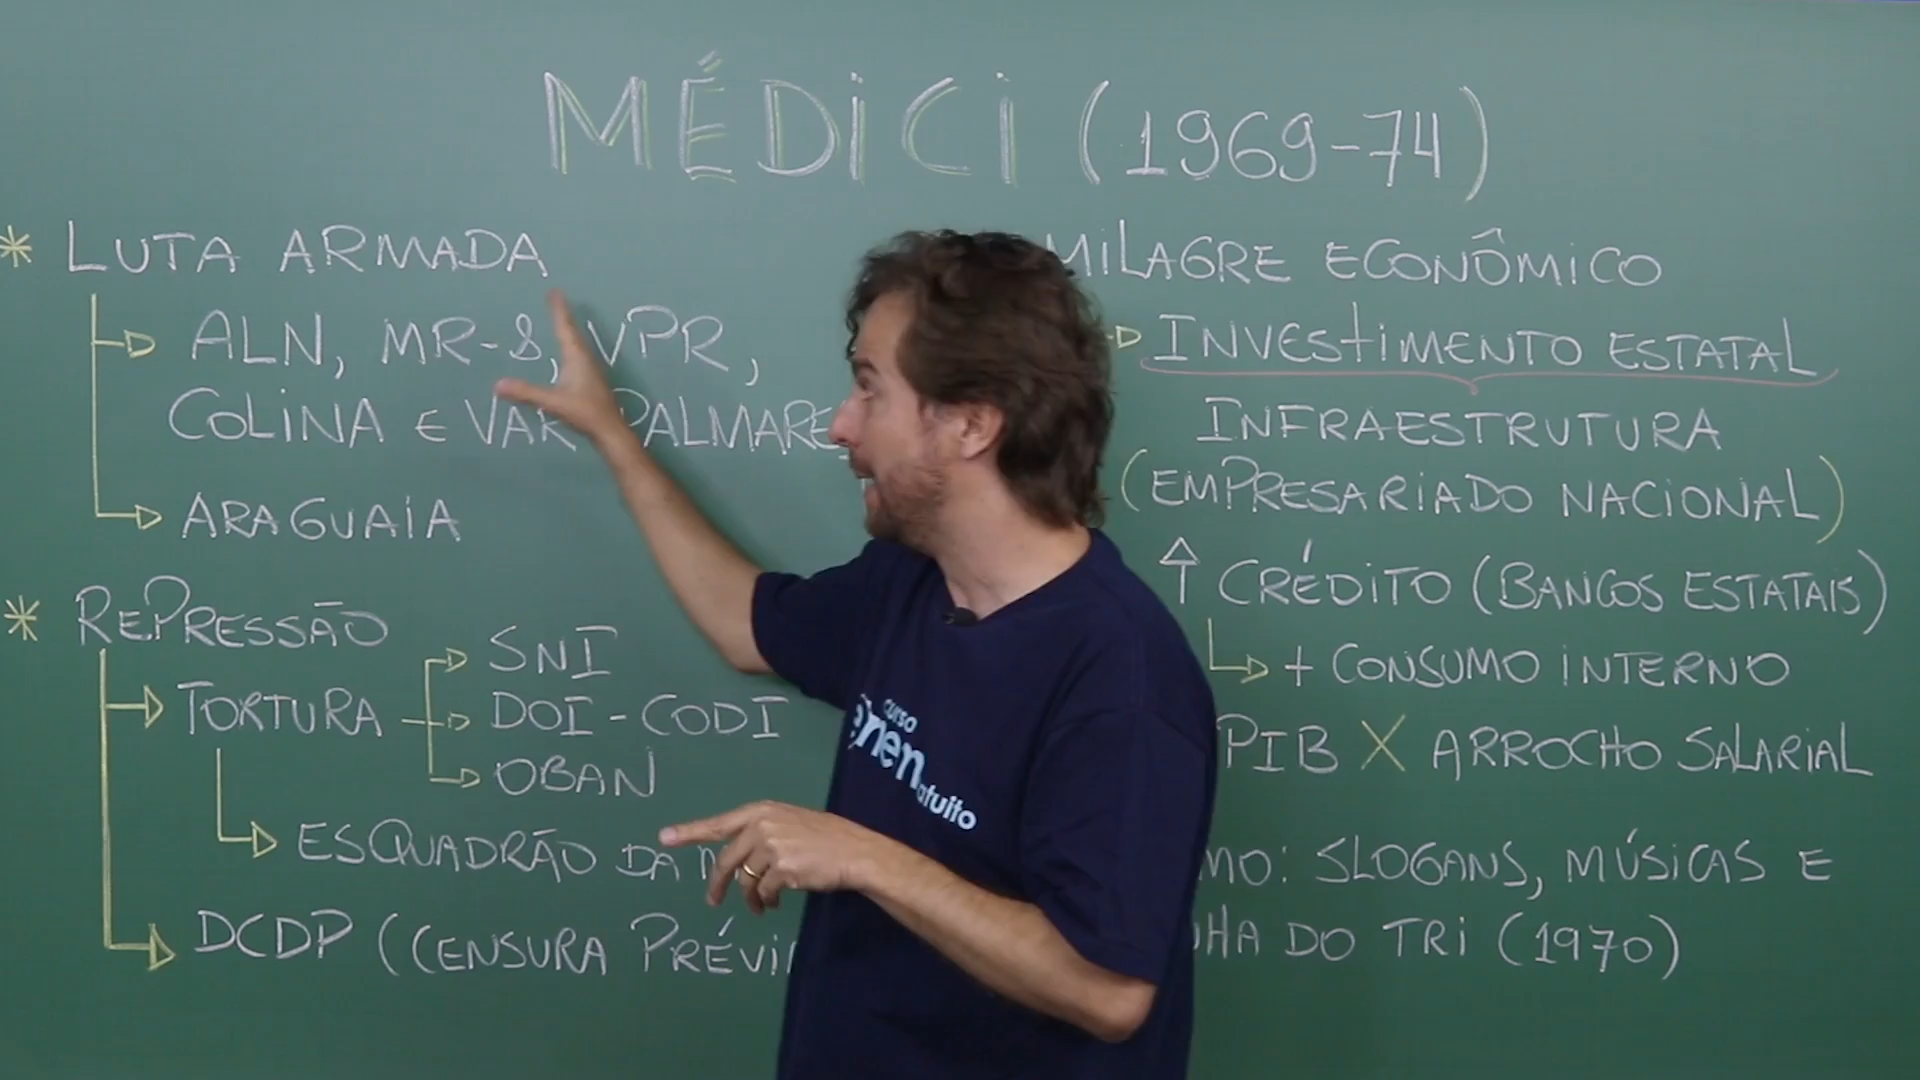 MÉDICI (1969-74)
* LUTA ARMADA
ALN, MR-8, VPR,
COLINA E VAR PALMARES
ARAGUAIA
* REPRESSÃO
TORTURA
SNI
DOI-CODI
OBAN
ESQUADRÃO DA
DCDP (CENSURA PRÉVI
MILAGRE ECONÔMICO
INVESTIMENTO ESTATAL
INFRAESTRUTURA
(EMPRESARIADO NACIONAL)
↑ CRÉDITO (BANCOS ESTATAIS)
+ CONSUMO INTERNO
PIB X ARROCHO SALARIAL
MO: SLOGANS, MÚSICAS E
NHA DO TRI (1970)
curso
enem
gratuito